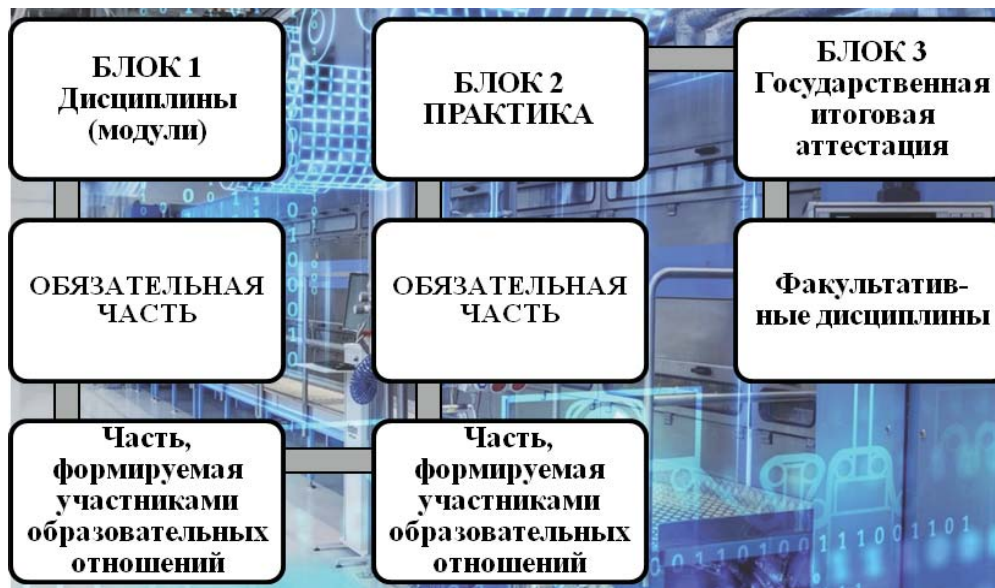 БЛОК 1
Дисциплины
(модули)
ОБЯЗАТЕЛЬНАЯ
ЧАСТЬ
Часть,
формируемая
участниками
образовательных
отношений
БЛОК 2
ПРАКТИКА
ОБЯЗАТЕЛЬНАЯ
ЧАСТЬ
Часть,
формируемая
участниками
образовательных
отношений
БЛОК 3
Государственная
итоговая
аттестация
Факультатив-
ные дисциплины